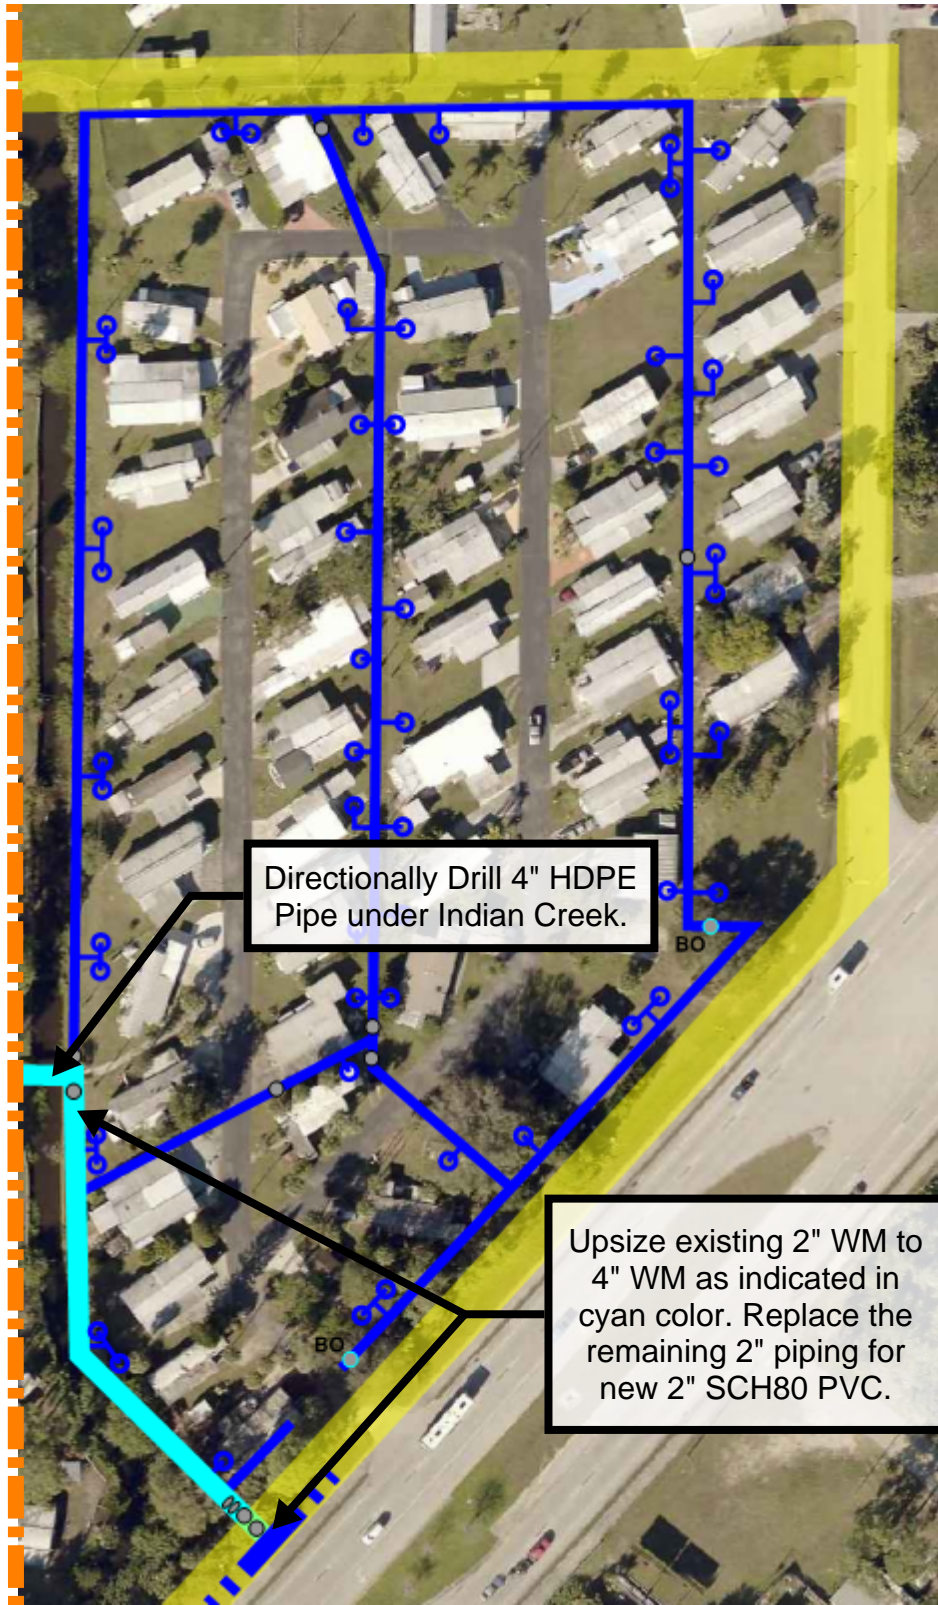 Directionally Drill 4" HDPE
Pipe under Indian Creek.
BO
Upsize existing 2" WM to
4" WM as indicated in
cyan color. Replace the
remaining 2" piping for
new 2" SCH80 PVC.
BO